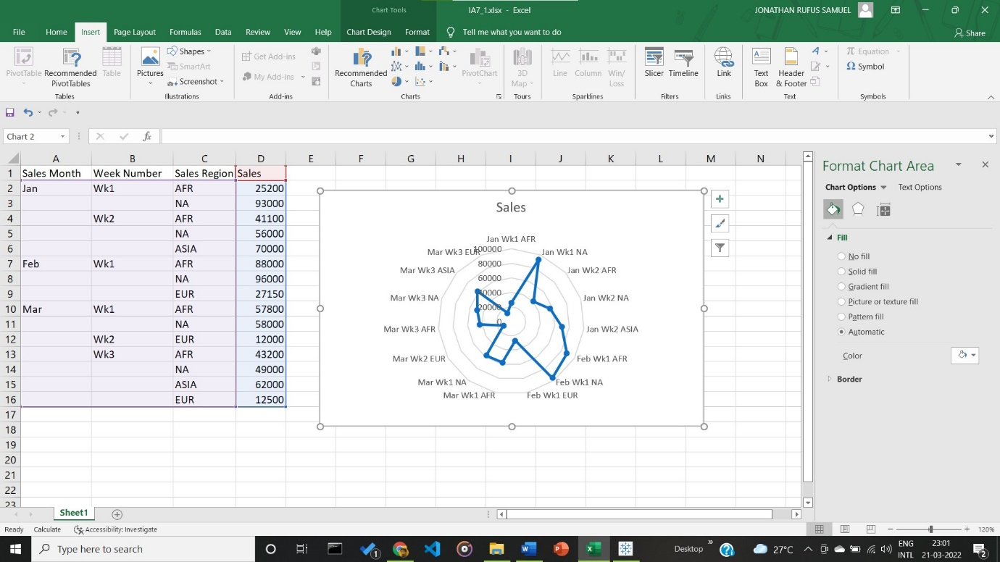 Chart Tools
IA7_1.xlsx - Excel
JONATHAN RUFUS SAMUEL
File Home Insert Page Layout Formulas Data Review View Help Chart Design Format Tell me what you want to do Share
PivotTable
Recommended
PivotTables
Table
Tables
Pictures
Shapes
SmartArt
Screenshot
Illustrations
Get Add-ins
My Add-ins
Add-ins
Recommended
Charts
PivotChart
Charts
3D
Map
Tours
Line
Column
Win/
Loss
Sparklines
Slicer
Timeline
Filters
Link
Links
Text
Box
Header
& Footer
Text
Equation
Symbol
Symbols
Chart 2
fx
A B C D E F G H I J K L M N
1 Sales Month Week Number Sales Region Sales
2 Jan Wk1 AFR 25200
3 NA 93000
4 Wk2 AFR 41100
5 NA 56000
6 ASIA 70000
7 Feb Wk1 AFR 88000
8 NA 96000
9 EUR 27150
10 Mar Wk1 AFR 57800
11 NA 58000
12 Wk2 EUR 12000
13 Wk3 AFR 43200
14 NA 49000
15 ASIA 62000
16 EUR 12500
17
18
19
20
21
22
23
Sales
Jan Wk1 AFR
Jan Wk1 NA
Jan Wk2 AFR
Jan Wk2 NA
Jan Wk2 ASIA
Feb Wk1 AFR
Feb Wk1 NA
Feb Wk1 EUR
Mar Wk1 AFR
Mar Wk1 NA
Mar Wk2 EUR
Mar Wk3 AFR
Mar Wk3 NA
Mar Wk3 ASIA
Mar Wk3 EUR
100000
80000
60000
40000
20000
0
Format Chart Area
Chart Options Text Options
Fill
No fill
Solid fill
Gradient fill
Picture or texture fill
Pattern fill
Automatic
Color
Border
Sheet1
Ready Calculate Accessibility: Investigate
120%
Type here to search
1
Desktop
27°C
ENG
INTL
23:01
21-03-2022
2